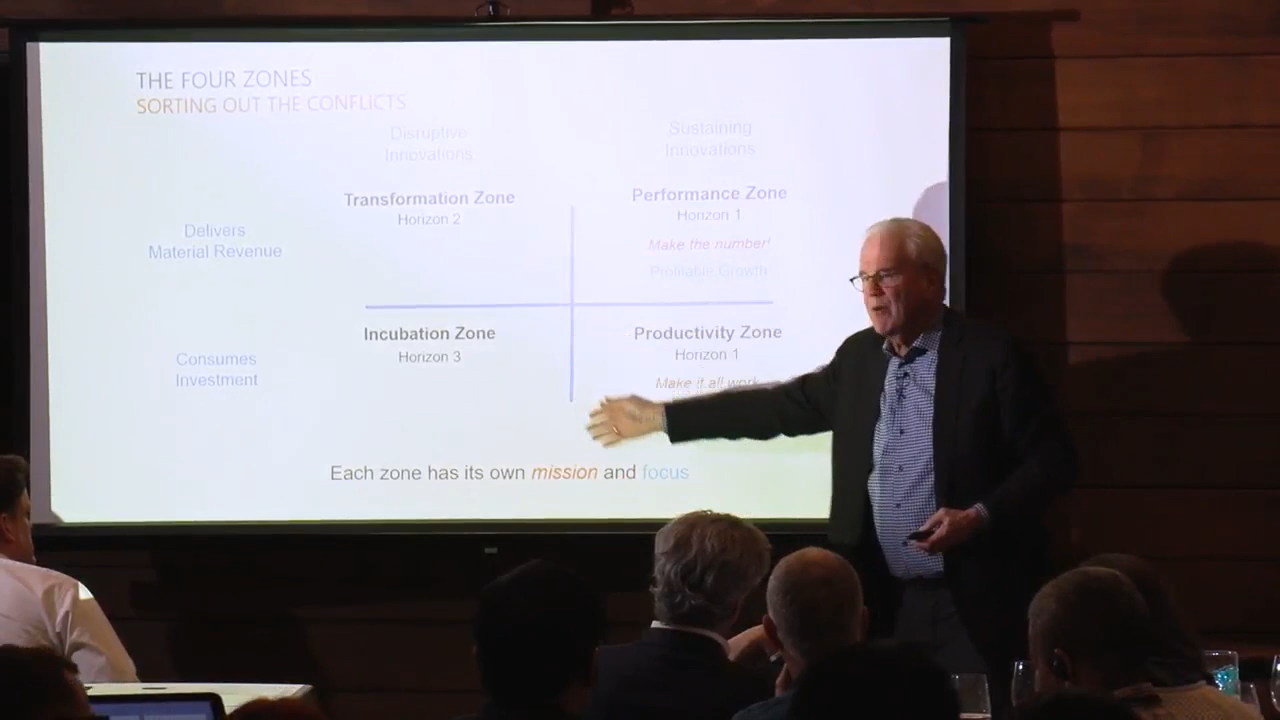 THE FOUR ZONES
SORTING OUT THE CONFLICTS
Disruptive
Innovations
Sustaining
Innovations
Transformation Zone
Horizon 2
Performance Zone
Horizon 1
Make the number!
Profitable Growth
Delivers
Material Revenue
Incubation Zone
Horizon 3
Productivity Zone
Horizon 1
Make it all work
Consumes
Investment
Each zone has its own mission and focus